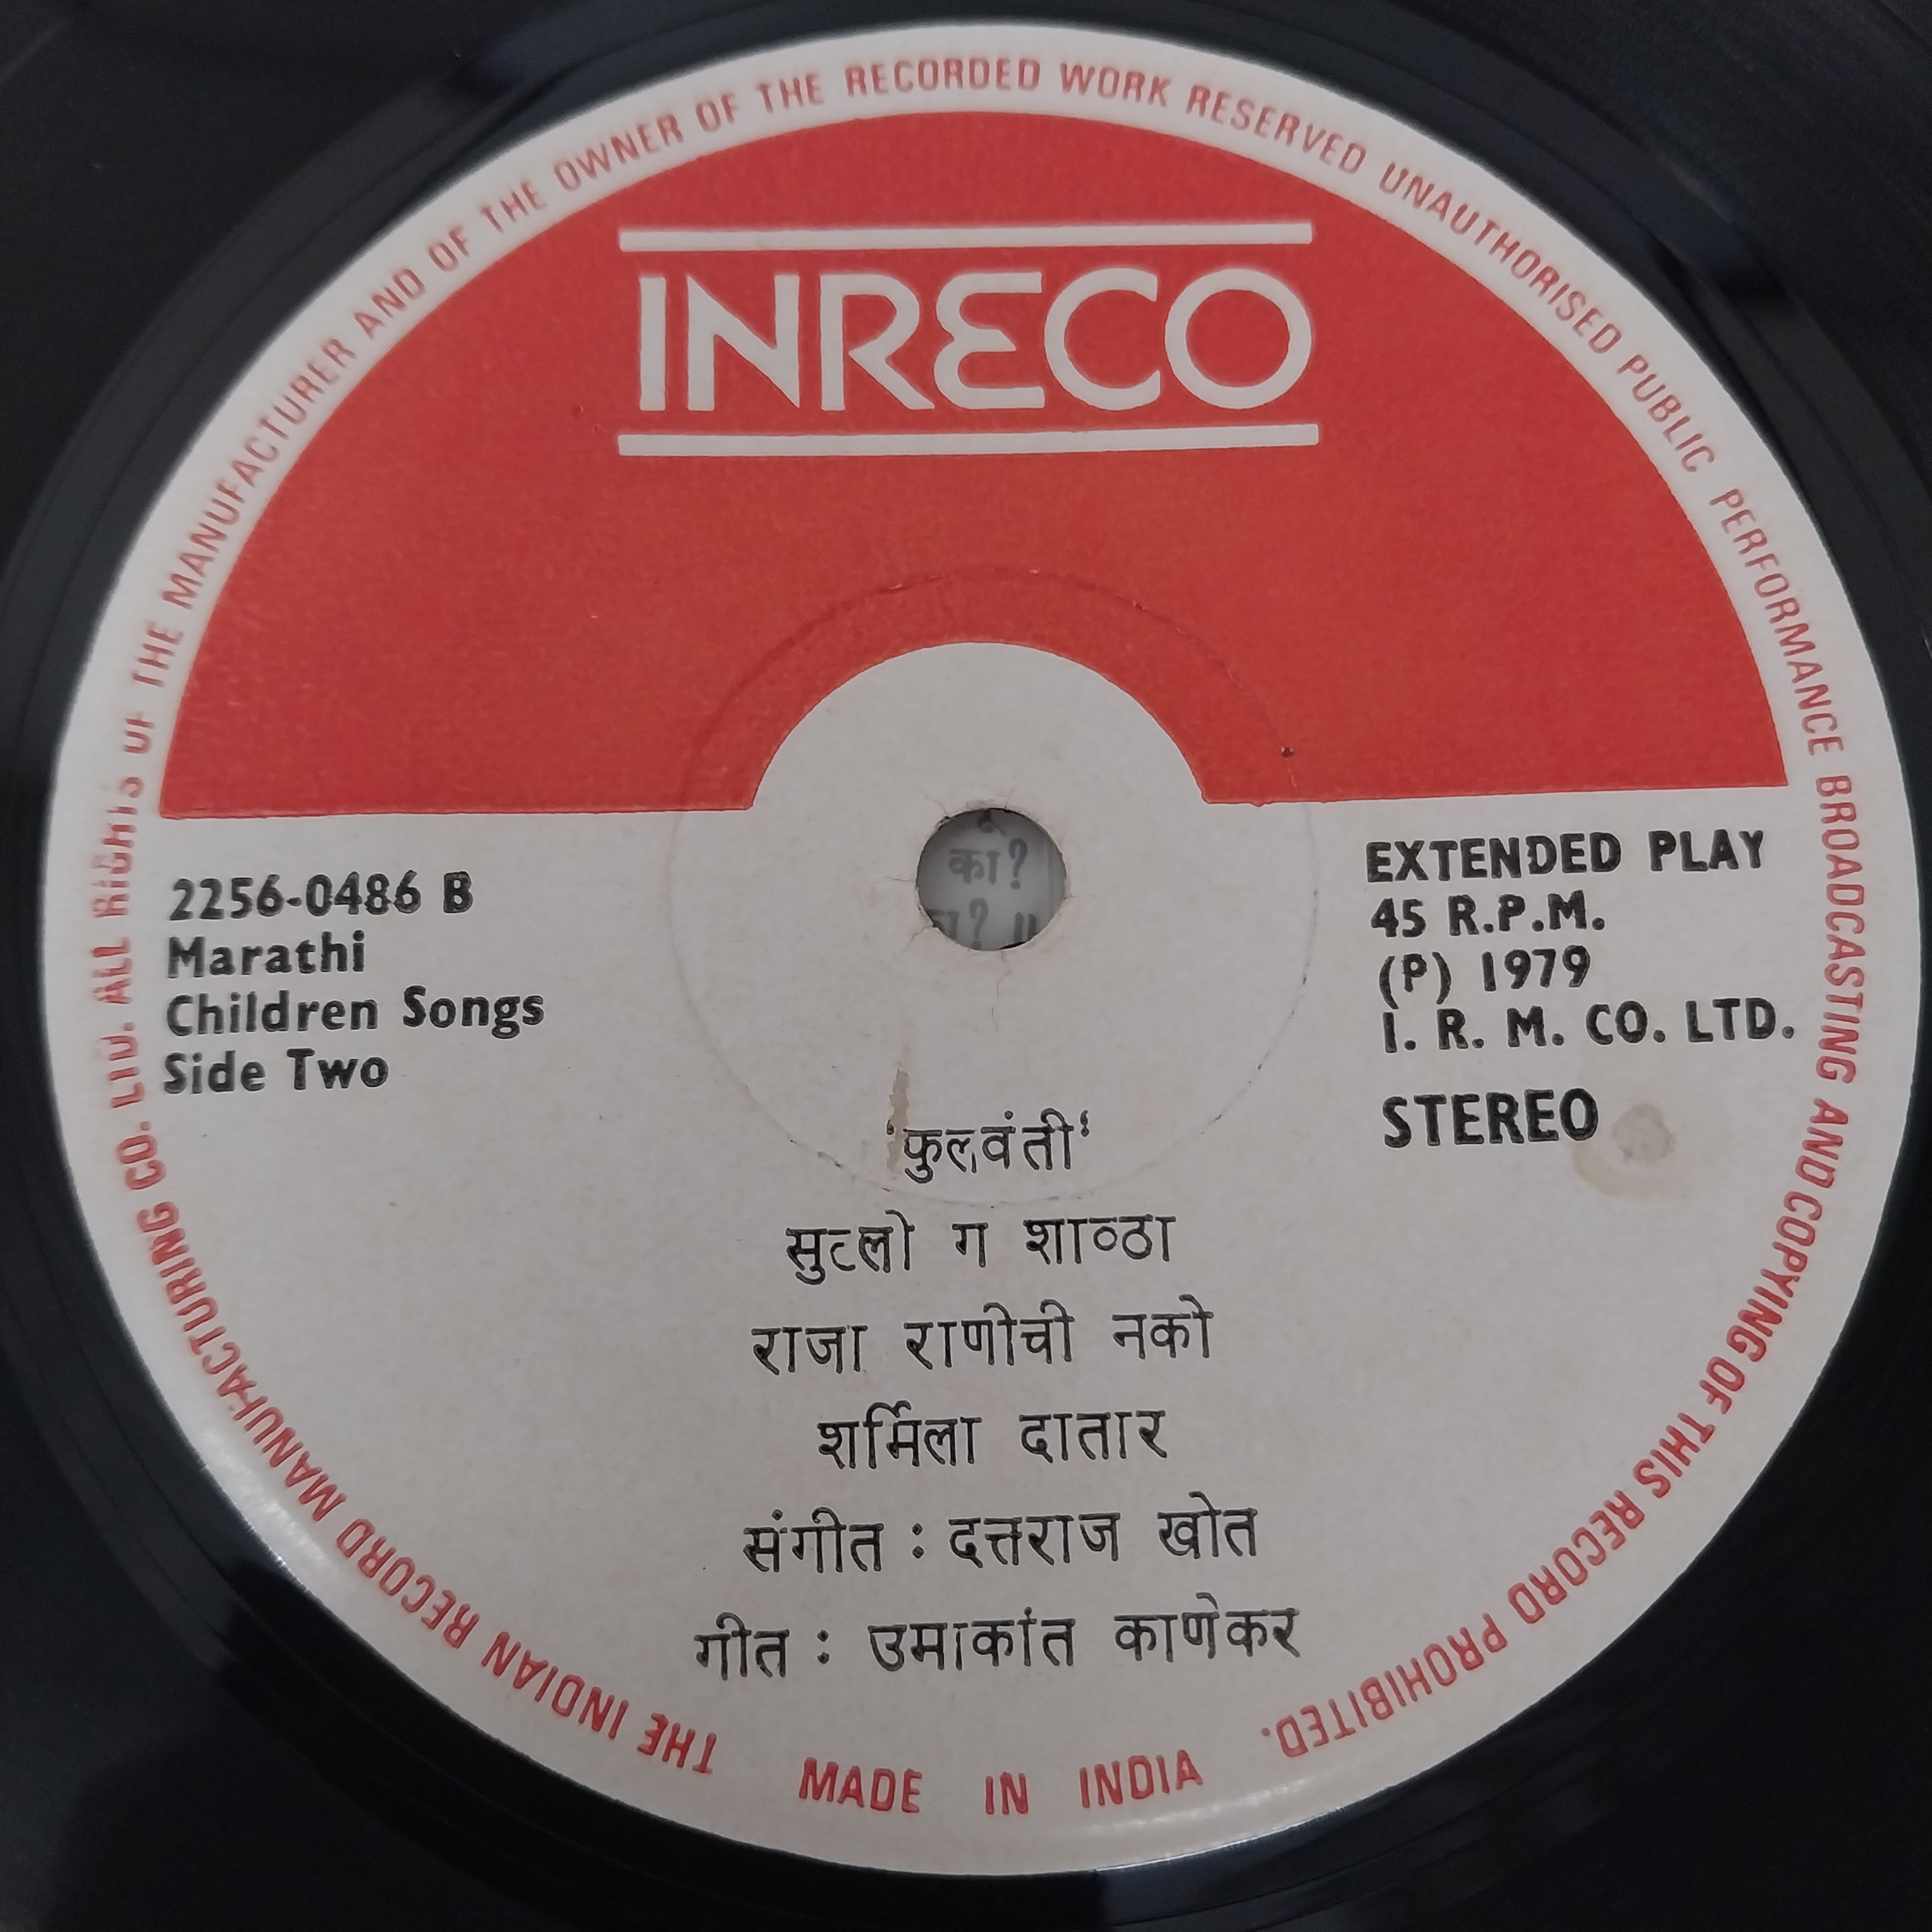 THE INDIAN RECORD MANUFACTURING CO. LTD. ALL RIGHTS OF THE MANUFACTURER AND OF THE OWNER OF THE RECORDED WORK RESERVED UNAUTHORISED PUBLIC PERFORMANCE BROADCASTING AND COPYING OF THIS RECORD PROHIBITED.
INRECO
का?
2256-0486 B
Marathi
Children Songs
Side Two
EXTENDED PLAY
45 R.P.M.
(P) 1979
I. R. M. CO. LTD.
STEREO
'फुलवंती'
सुटली ग शाळा
राजा राणीची नको
शर्मिला दातार
संगीत : दत्तराज खोत
गीत : उमाकांत काणेकर
MADE IN INDIA